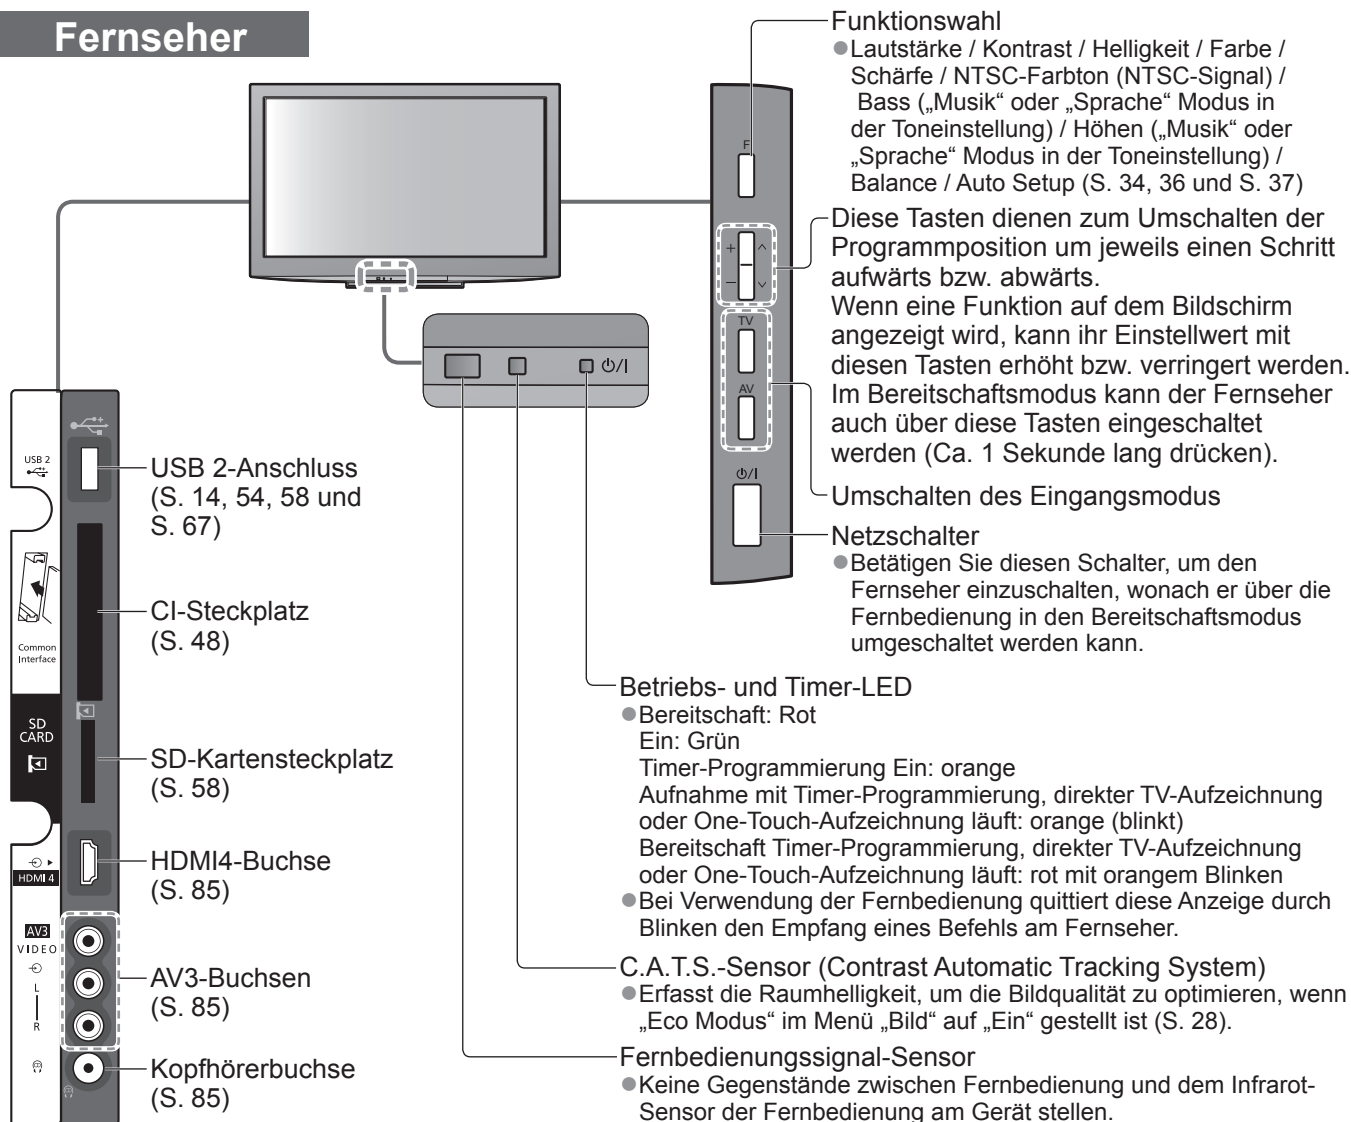 Fernseher
Funktionswahl
●Lautstärke / Kontrast / Helligkeit / Farbe /
Schärfe / NTSC-Farbton (NTSC-Signal) /
Bass („Musik“ oder „Sprache“ Modus in
der Toneinstellung) / Höhen („Musik“ oder
„Sprache“ Modus in der Toneinstellung) /
Balance / Auto Setup (S. 34, 36 und S. 37)
Diese Tasten dienen zum Umschalten der
Programmposition um jeweils einen Schritt
aufwärts bzw. abwärts.
Wenn eine Funktion auf dem Bildschirm
angezeigt wird, kann ihr Einstellwert mit
diesen Tasten erhöht bzw. verringert werden.
Im Bereitschaftsmodus kann der Fernseher
auch über diese Tasten eingeschaltet
werden (Ca. 1 Sekunde lang drücken).
Umschalten des Eingangsmodus
Netzschalter
●Betätigen Sie diesen Schalter, um den
Fernseher einzuschalten, wonach er über die
Fernbedienung in den Bereitschaftsmodus
umgeschaltet werden kann.
F
+ ∧
− ∨
TV
AV
⏻/I
⏻/I
Betriebs- und Timer-LED
●Bereitschaft: Rot
Ein: Grün
Timer-Programmierung Ein: orange
Aufnahme mit Timer-Programmierung, direkter TV-Aufzeichnung
oder One-Touch-Aufzeichnung läuft: orange (blinkt)
Bereitschaft Timer-Programmierung, direkter TV-Aufzeichnung
oder One-Touch-Aufzeichnung läuft: rot mit orangem Blinken
●Bei Verwendung der Fernbedienung quittiert diese Anzeige durch
Blinken den Empfang eines Befehls am Fernseher.
C.A.T.S.-Sensor (Contrast Automatic Tracking System)
●Erfasst die Raumhelligkeit, um die Bildqualität zu optimieren, wenn
„Eco Modus“ im Menü „Bild“ auf „Ein“ gestellt ist (S. 28).
Fernbedienungssignal-Sensor
●Keine Gegenstände zwischen Fernbedienung und dem Infrarot-
Sensor der Fernbedienung am Gerät stellen.
USB 2
Common
Interface
SD
CARD
HDMI 4
AV3
VIDEO
L
R
USB 2-Anschluss
(S. 14, 54, 58 und
S. 67)
CI-Steckplatz
(S. 48)
SD-Kartensteckplatz
(S. 58)
HDMI4-Buchse
(S. 85)
AV3-Buchsen
(S. 85)
Kopfhörerbuchse
(S. 85)